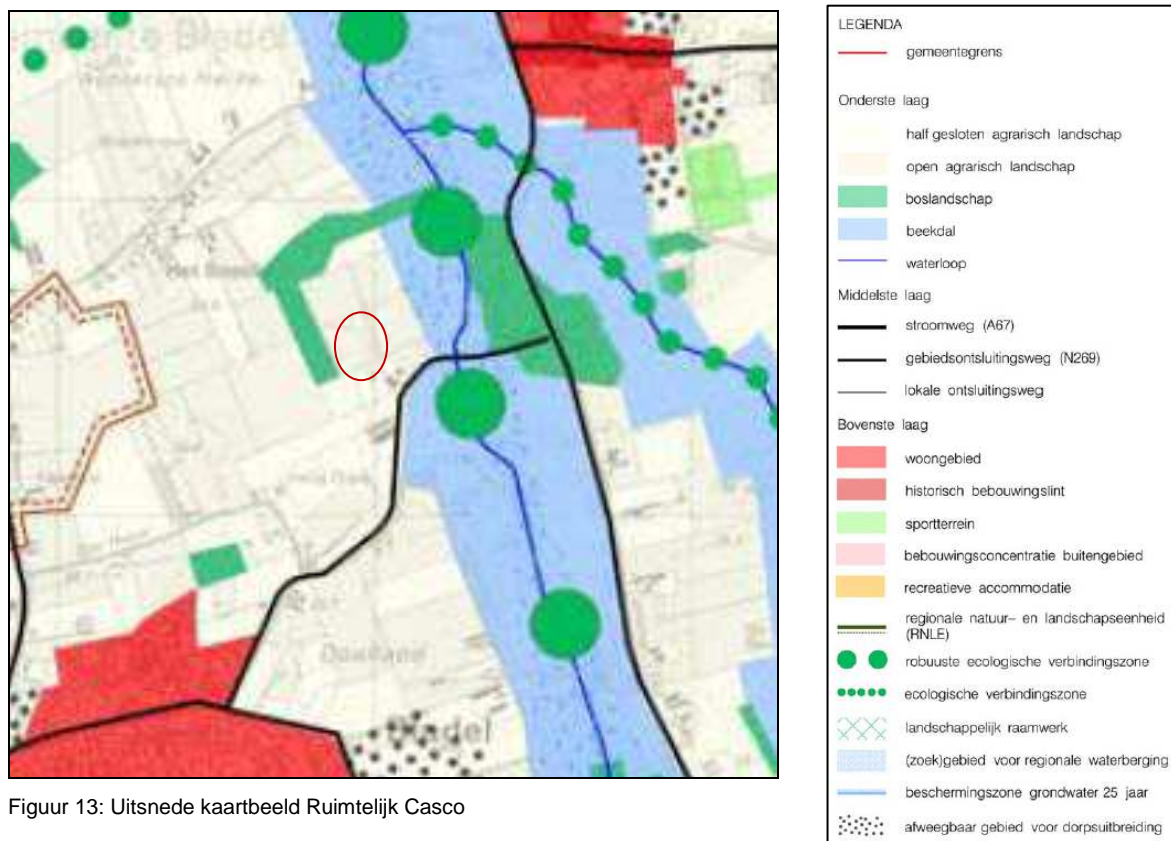 Bladel
LEGENDA
gemeentegrens
Onderste laag
half gesloten agrarisch landschap
open agrarisch landschap
boslandschap
beekdal
waterloop
Middelste laag
stroomweg (A67)
gebiedsontsluitingsweg (N269)
lokale ontsluitingsweg
Bovenste laag
woongebied
historisch bebouwingslint
sportterrein
bebouwingsconcentratie buitengebied
recreatieve accommodatie
regionale natuur- en landschapseenheid
(RNLE)
robuuste ecologische verbindingszone
ecologische verbindingszone
landschappelijk raamwerk
(zoek)gebied voor regionale waterberging
beschermingszone grondwater 25 jaar
afweegbaar gebied voor dorpsuitbreiding
Figuur 13: Uitsnede kaartbeeld Ruimtelijk Casco